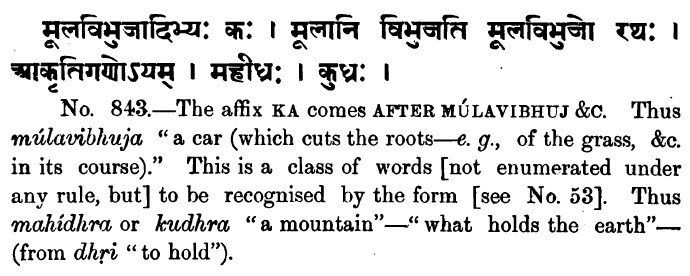 मूलविभुजादिभ्यः कः । मूलानि विभुजति मूलविभुजो रथः ।
आकृतिगणोऽयम् । महीध्रः । कुध्रः ।
No. 843.—The affix KA comes AFTER MÚLAVIBHUJ &C. Thus
múlavibhuja “a car (which cuts the roots—e. g., of the grass, &c.
in its course).” This is a class of words [not enumerated under
any rule, but] to be recognised by the form [see No. 53]. Thus
mahídhra or kudhra “a mountain”—“what holds the earth”—
(from dhṛi “to hold”).